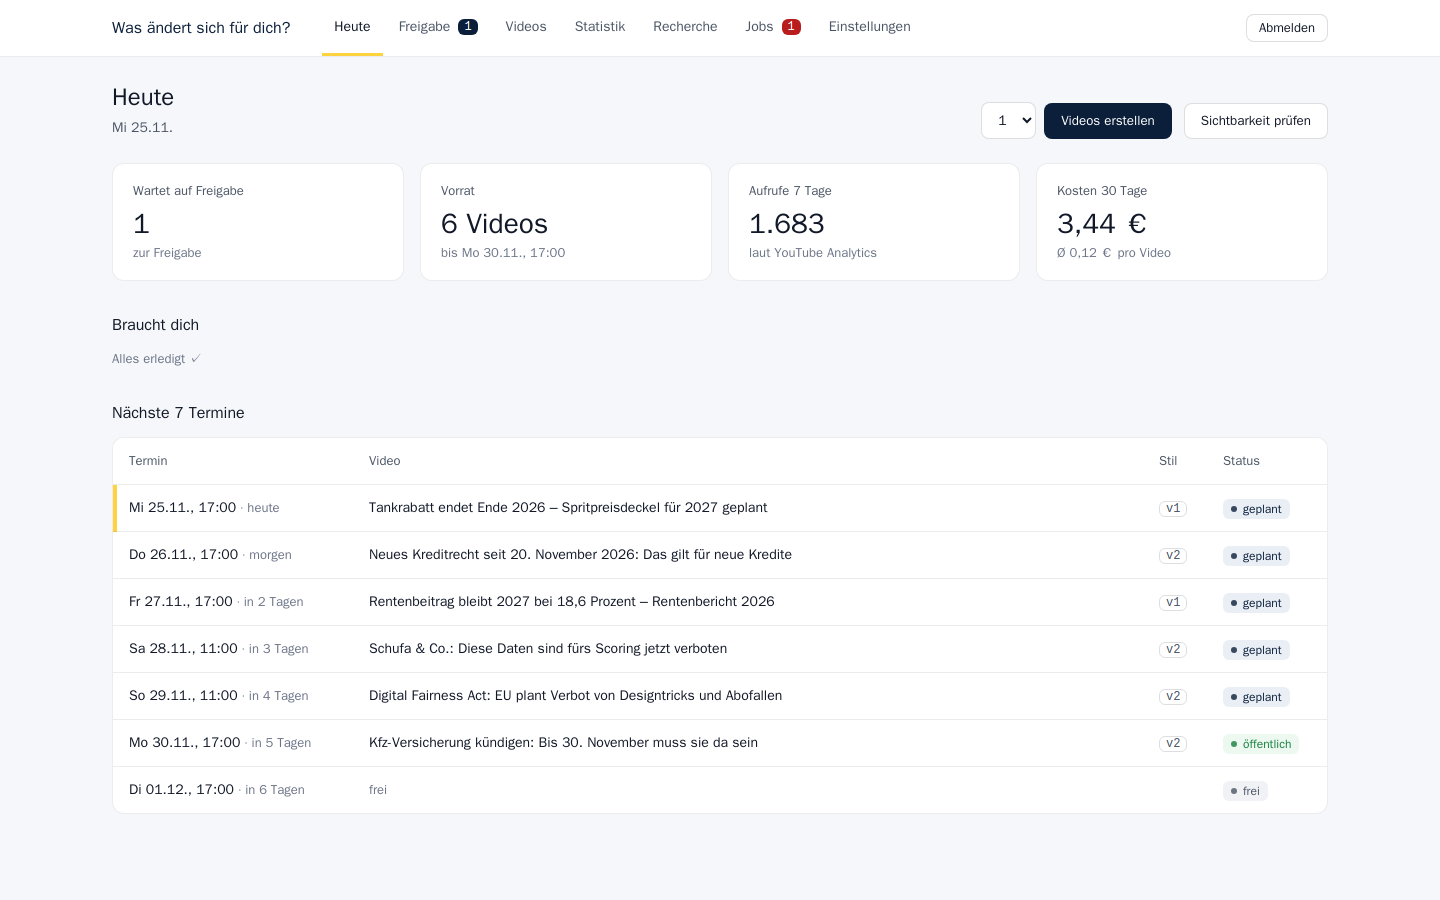 Was ändert sich für dich? Heute Freigabe 1 Videos Statistik Recherche Jobs 1 Einstellungen Abmelden
Heute
Mi 25.11.
1 Videos erstellen Sichtbarkeit prüfen
Wartet auf Freigabe
1
zur Freigabe
Vorrat
6 Videos
bis Mo 30.11., 17:00
Aufrufe 7 Tage
1.683
laut YouTube Analytics
Kosten 30 Tage
3,44 €
Ø 0,12 € pro Video
Braucht dich
Alles erledigt ✓
Nächste 7 Termine
Termin Video Stil Status
Mi 25.11., 17:00 · heute Tankrabatt endet Ende 2026 – Spritpreisdeckel für 2027 geplant v1 geplant
Do 26.11., 17:00 · morgen Neues Kreditrecht seit 20. November 2026: Das gilt für neue Kredite v2 geplant
Fr 27.11., 17:00 · in 2 Tagen Rentenbeitrag bleibt 2027 bei 18,6 Prozent – Rentenbericht 2026 v1 geplant
Sa 28.11., 11:00 · in 3 Tagen Schufa & Co.: Diese Daten sind fürs Scoring jetzt verboten v2 geplant
So 29.11., 11:00 · in 4 Tagen Digital Fairness Act: EU plant Verbot von Designtricks und Abofallen v2 geplant
Mo 30.11., 17:00 · in 5 Tagen Kfz-Versicherung kündigen: Bis 30. November muss sie da sein v2 öffentlich
Di 01.12., 17:00 · in 6 Tagen frei frei